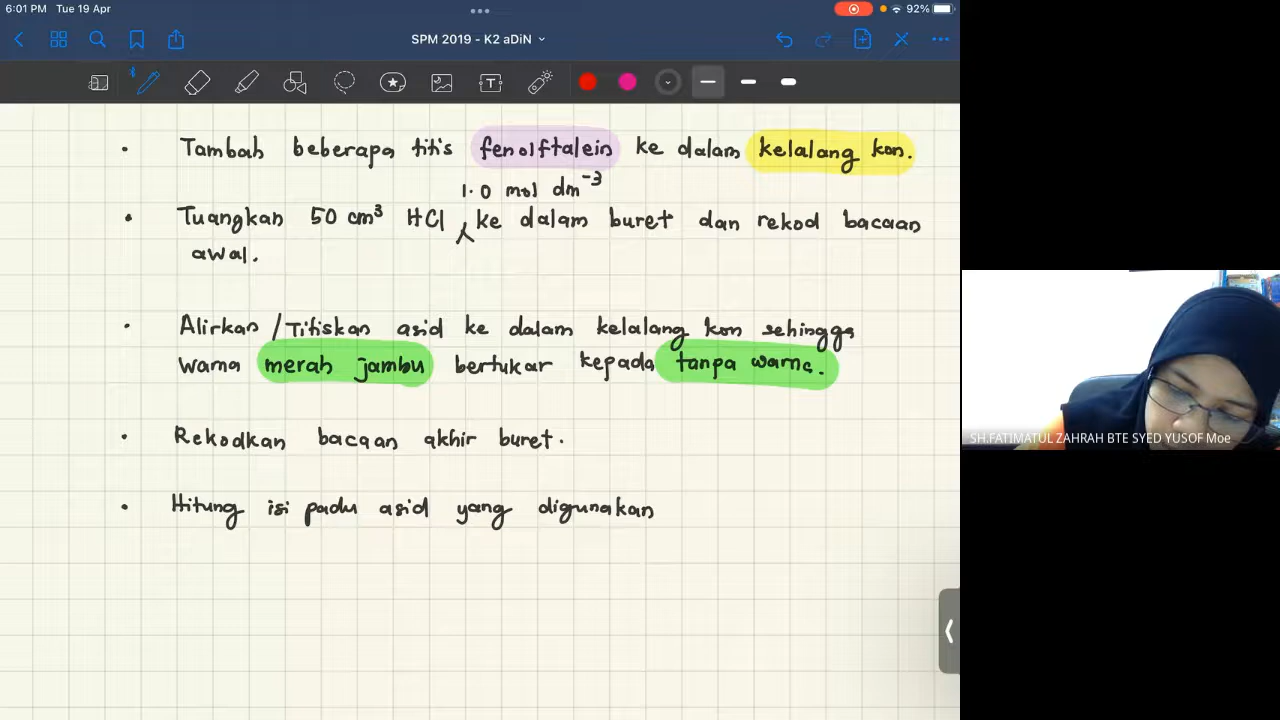 6:01 PM Tue 19 Apr
92%
SPM 2019 - K2 aDiN
T
• Tambah beberapa titis fenolftalein ke dalam kelalang kon.
1.0 mol dm⁻³
• Tuangkan 50 cm³ HCl ke dalam buret dan rekod bacaan
awal.
• Alirkan / Titiskan asid ke dalam kelalang kon sehingga
warna merah jambu bertukar kepada tanpa warna.
• Rekodkan bacaan akhir buret.
• Hitung isi padu asid yang digunakan
SH.FATIMATUL ZAHRAH BTE SYED YUSOF Moe